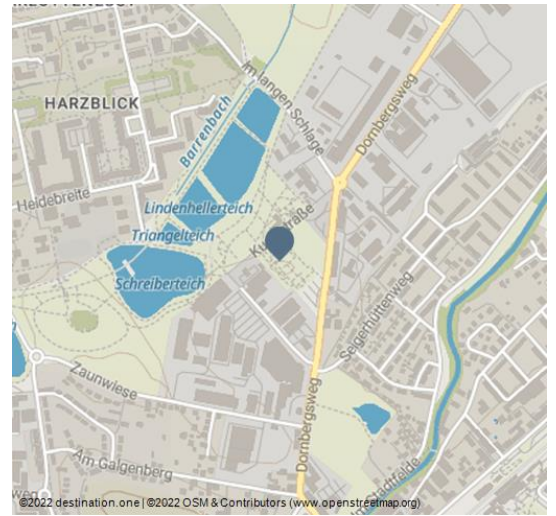 Im langen Schlage
Dornbergsweg
HARZBLICK
Barrenbach
Heidebreite
Lindenhellerteich
Triangelteich
Schreiberteich
Seigerhüttenweg
Zaunwiese
Dornbergsweg
Am Galgenberg
weg
©2022 destination.one | ©2022 OSM & Contributors (www.openstreetmap.org)